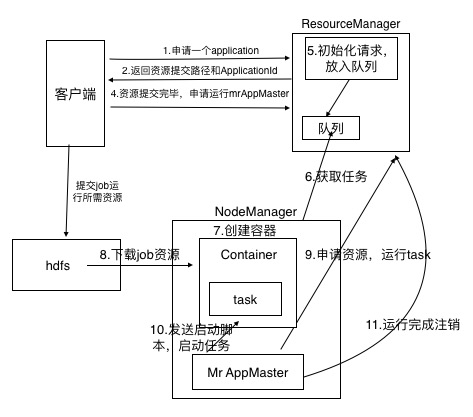 ResourceManager
1.申请一个application
5.初始化请求,
放入队列
2.返回资源提交路径和ApplicationId
客户端
4.资源提交完毕，申请运行mrAppMaster
队列
6.获取任务
提交job运
行所需资源
NodeManager
7.创建容器
8.下载job资源
Container
9.申请资源，运行task
hdfs
task
10.发送启动脚
本，启动任务
11.运行完成注销
Mr AppMaster